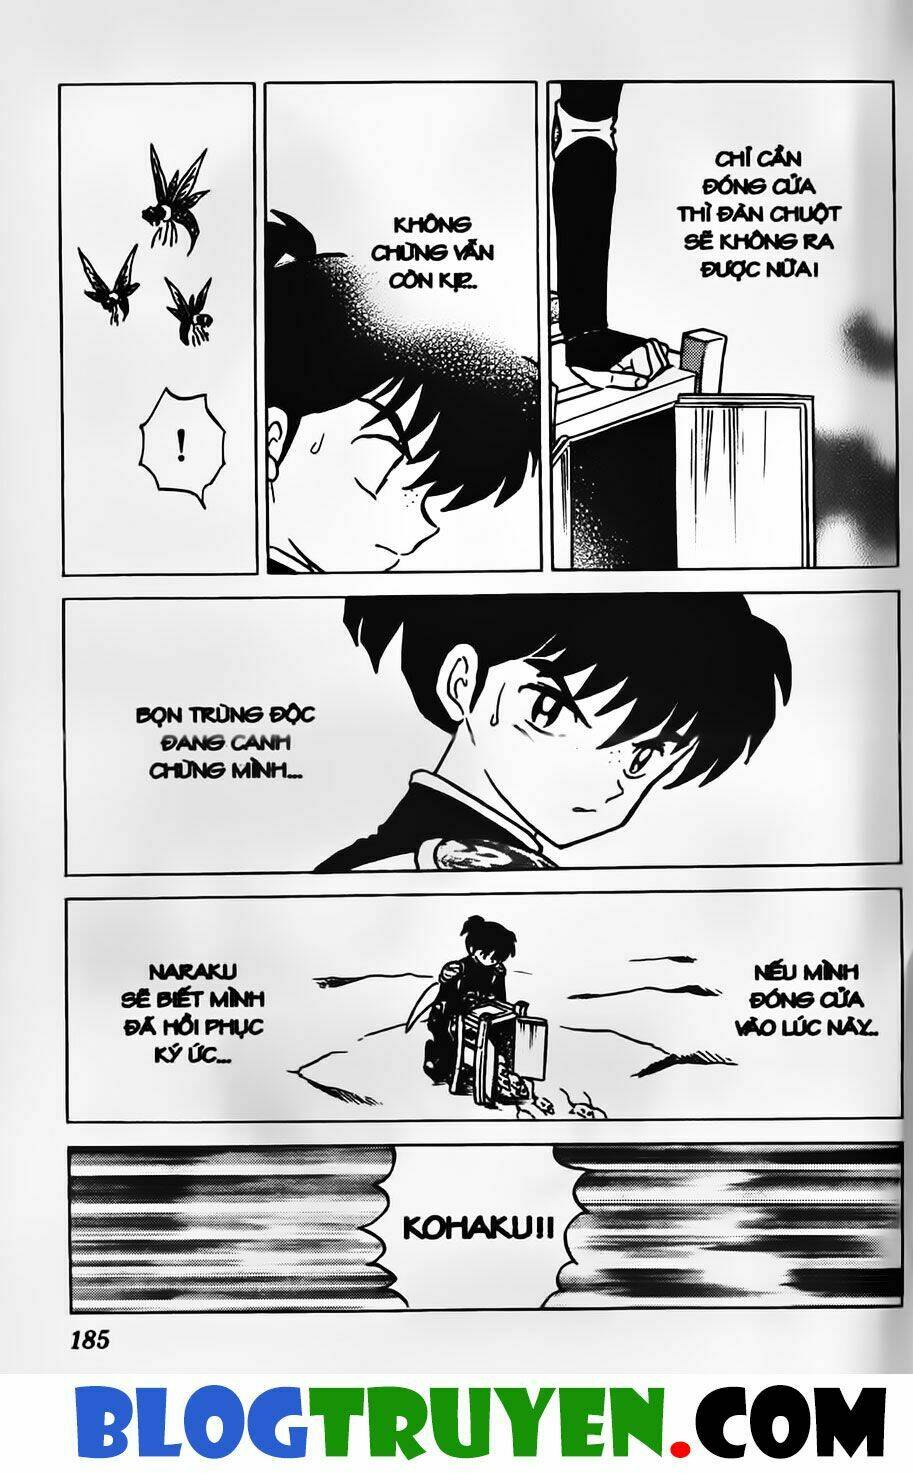 CHỈ CẦN
ĐÓNG CỬA
THÌ ĐÀN CHUỘT
SẼ KHÔNG RA
ĐƯỢC NỮA!
KHÔNG
CHỪNG VẪN
CÒN KỊP...
!
BỌN TRÙNG ĐỘC
ĐANG CANH
CHỪNG MÌNH...
NẾU MÌNH
ĐÓNG CỬA
VÀO LÚC NÀY...
NARAKU
SẼ BIẾT MÌNH
ĐÃ HỒI PHỤC
KÝ ỨC...
KOHAKU!!
185
BLOGTRUYEN.COM